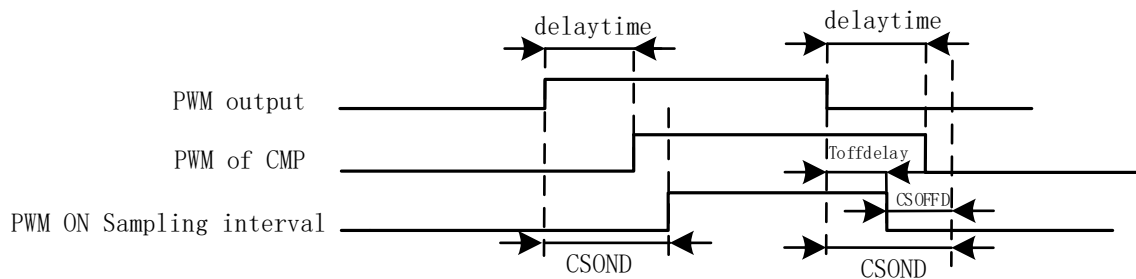 delaytime
delaytime
PWM output
PWM of CMP
Toffdelay
CSOFFD
PWM ON Sampling interval
CSOND
CSOND